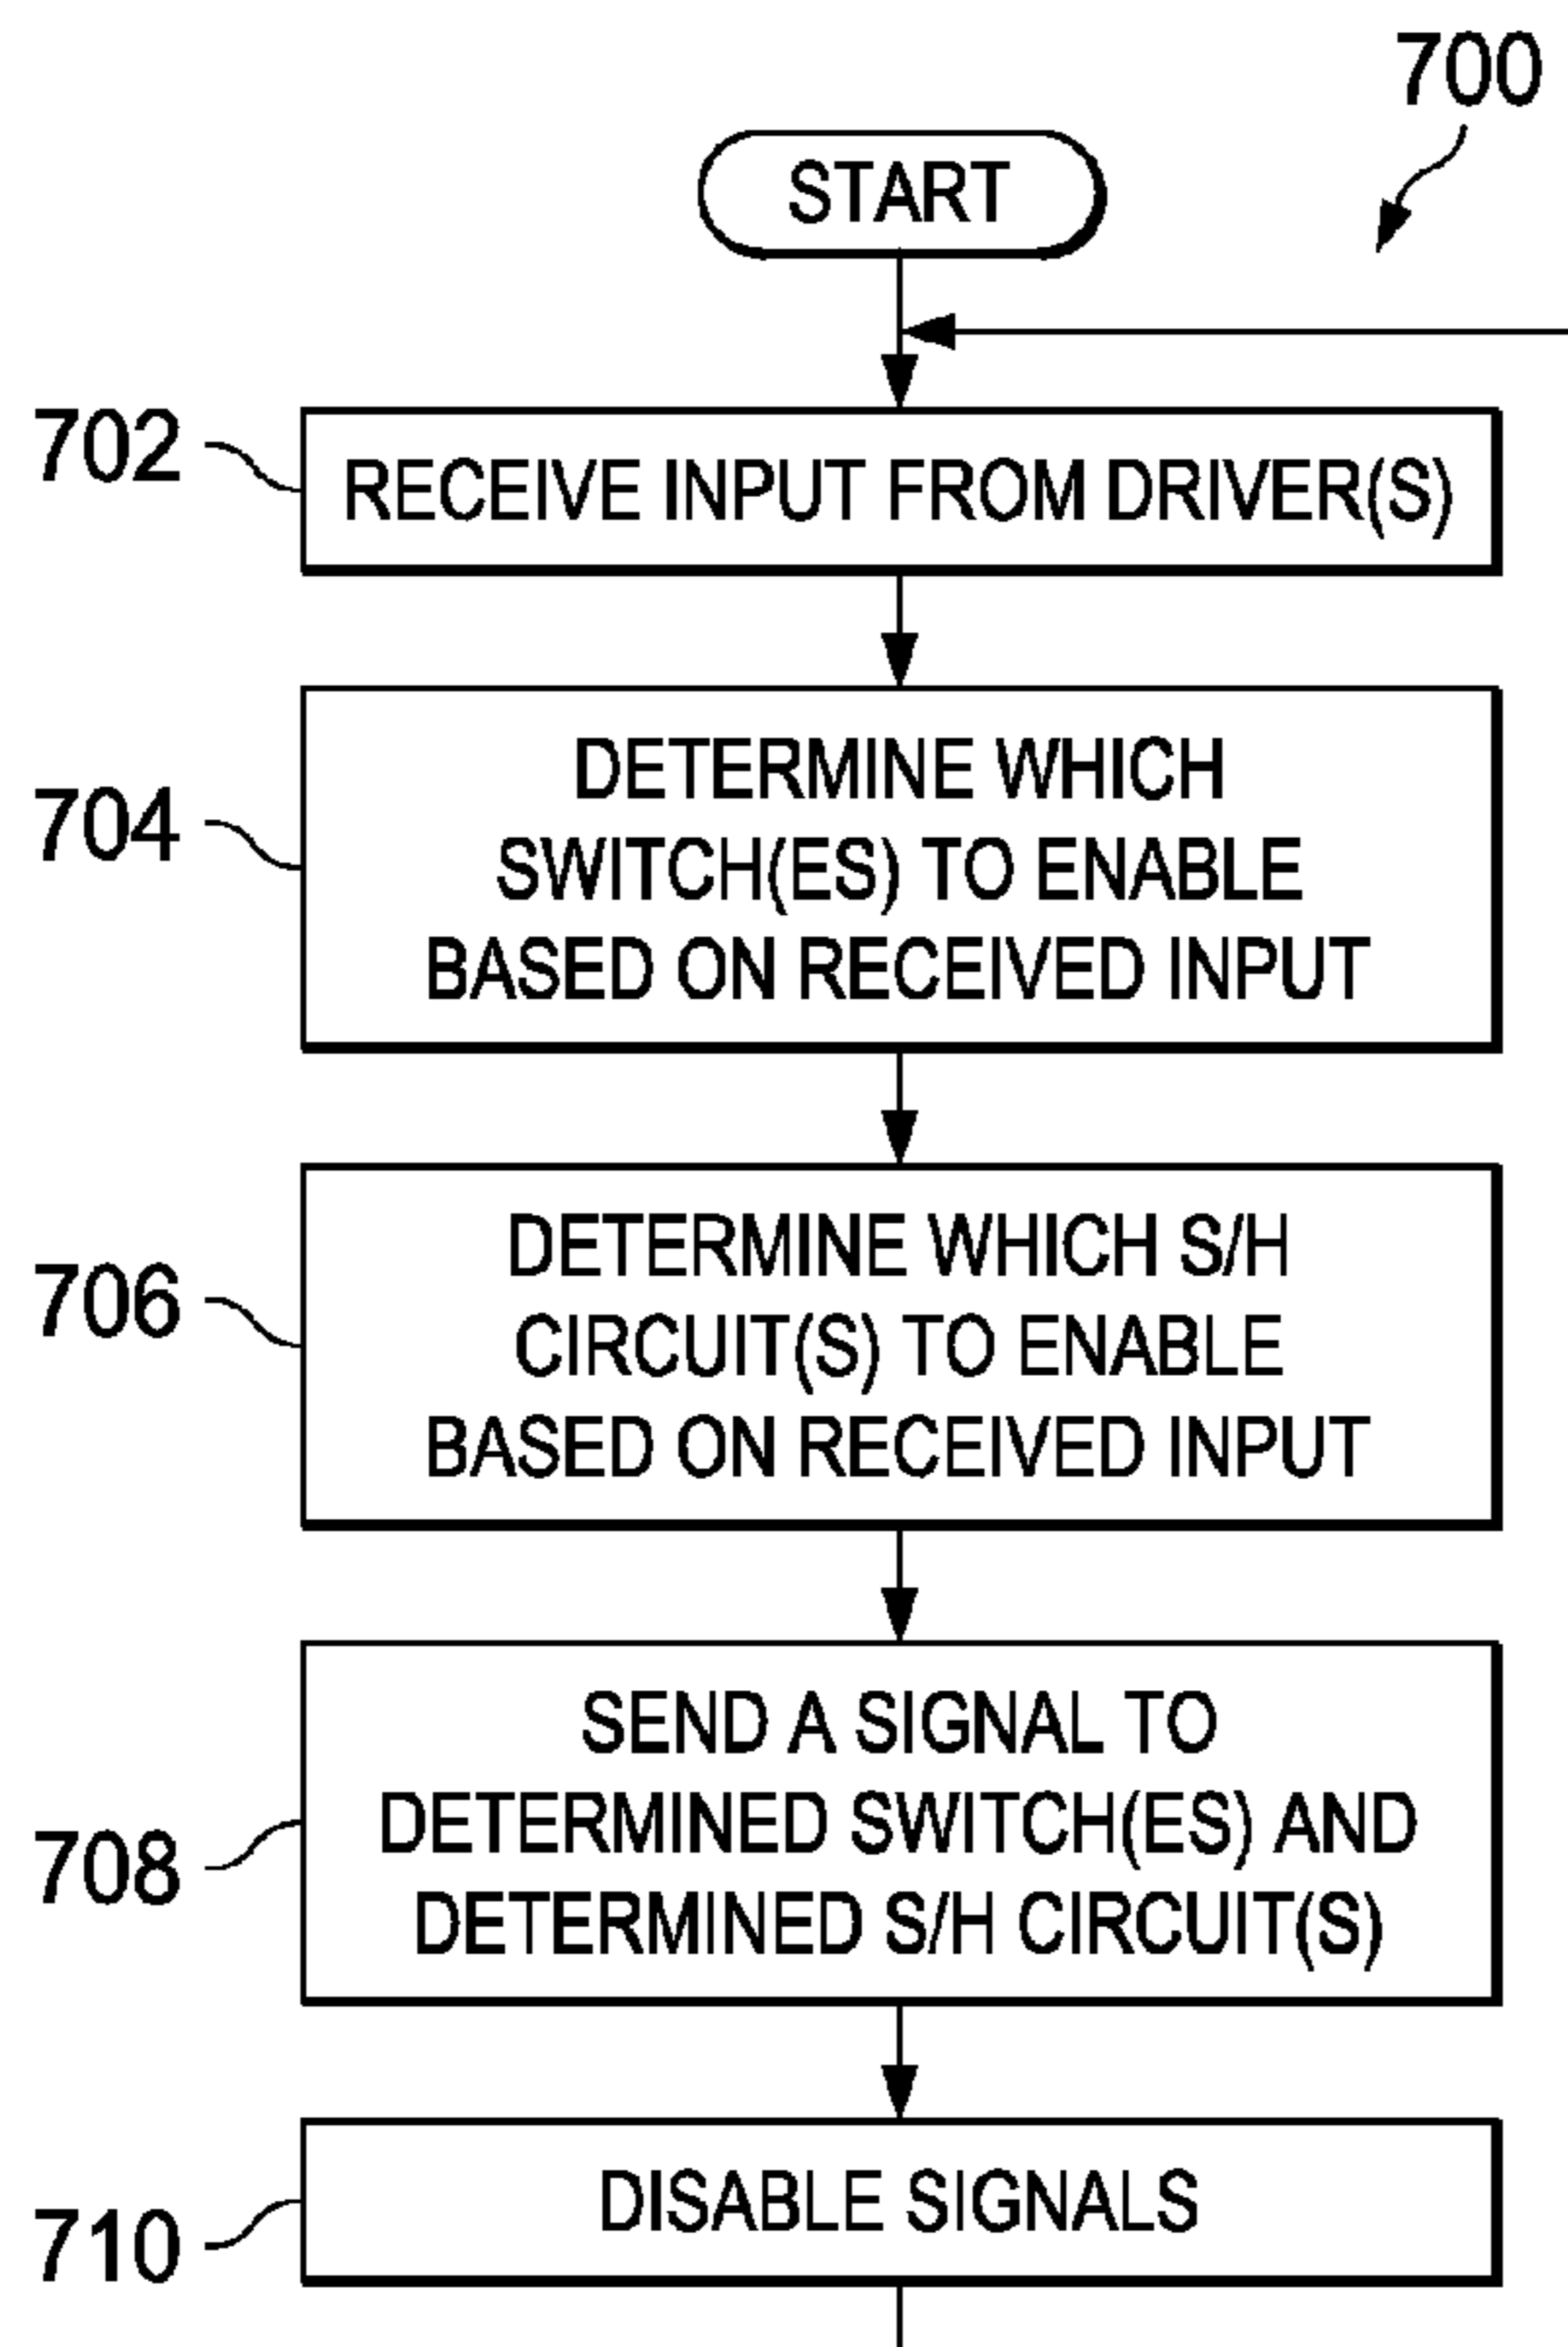 700
START
702
RECEIVE INPUT FROM DRIVER(S)
704
DETERMINE WHICH
SWITCH(ES) TO ENABLE
BASED ON RECEIVED INPUT
706
DETERMINE WHICH S/H
CIRCUIT(S) TO ENABLE
BASED ON RECEIVED INPUT
708
SEND A SIGNAL TO
DETERMINED SWITCH(ES) AND
DETERMINED S/H CIRCUIT(S)
710
DISABLE SIGNALS